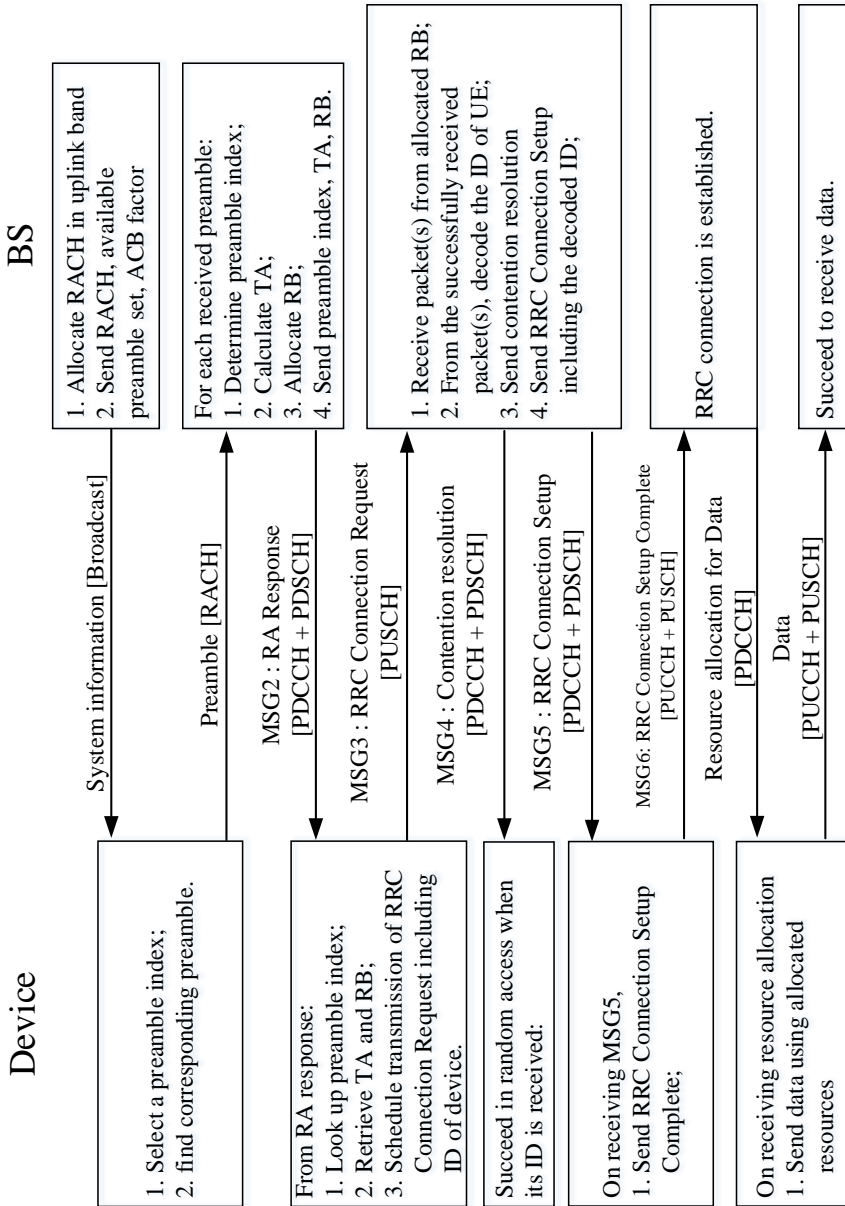 Device
BS
1. Allocate RACH in uplink band
2. Send RACH, available
preamble set, ACB factor
System information [Broadcast]
1. Select a preamble index;
2. find corresponding preamble.
Preamble [RACH]
For each received preamble:
1. Determine preamble index;
2. Calculate TA;
3. Allocate RB;
4. Send preamble index, TA, RB.
MSG2 : RA Response
[PDCCH + PDSCH]
From RA response:
1. Look up preamble index;
2. Retrieve TA and RB;
3. Schedule transmission of RRC
Connection Request including
ID of device.
MSG3 : RRC Connection Request
[PUSCH]
1. Receive packet(s) from allocated RB;
2. From the successfully received
packet(s), decode the ID of UE;
3. Send contention resolution
4. Send RRC Connection Setup
including the decoded ID;
MSG4 : Contention resolution
[PDCCH + PDSCH]
Succeed in random access when
its ID is received:
MSG5 : RRC Connection Setup
[PDCCH + PDSCH]
On receiving MSG5,
1. Send RRC Connection Setup
Complete;
MSG6: RRC Connection Setup Complete
[PUCCH + PUSCH]
RRC connection is established.
Resource allocation for Data
[PDCCH]
On receiving resource allocation
1. Send data using allocated
resources
Data
[PUCCH + PUSCH]
Succeed to receive data.